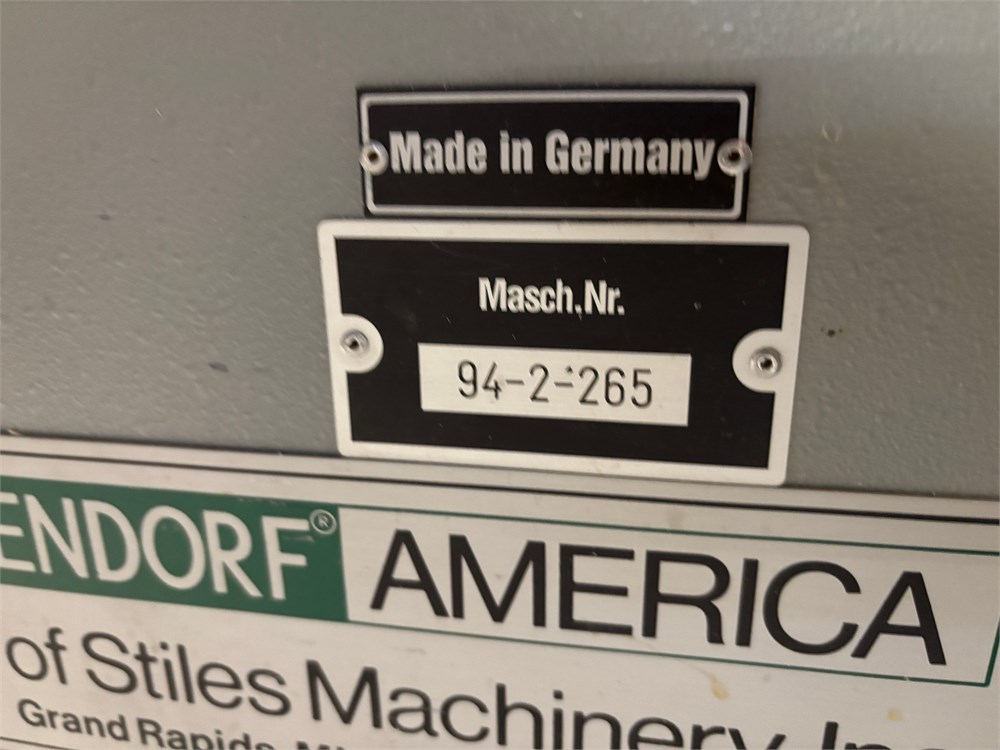 Made in Germany
Masch.Nr.
94-2-265
ENDORF® AMERICA
of Stiles Machinery
Grand Rapids